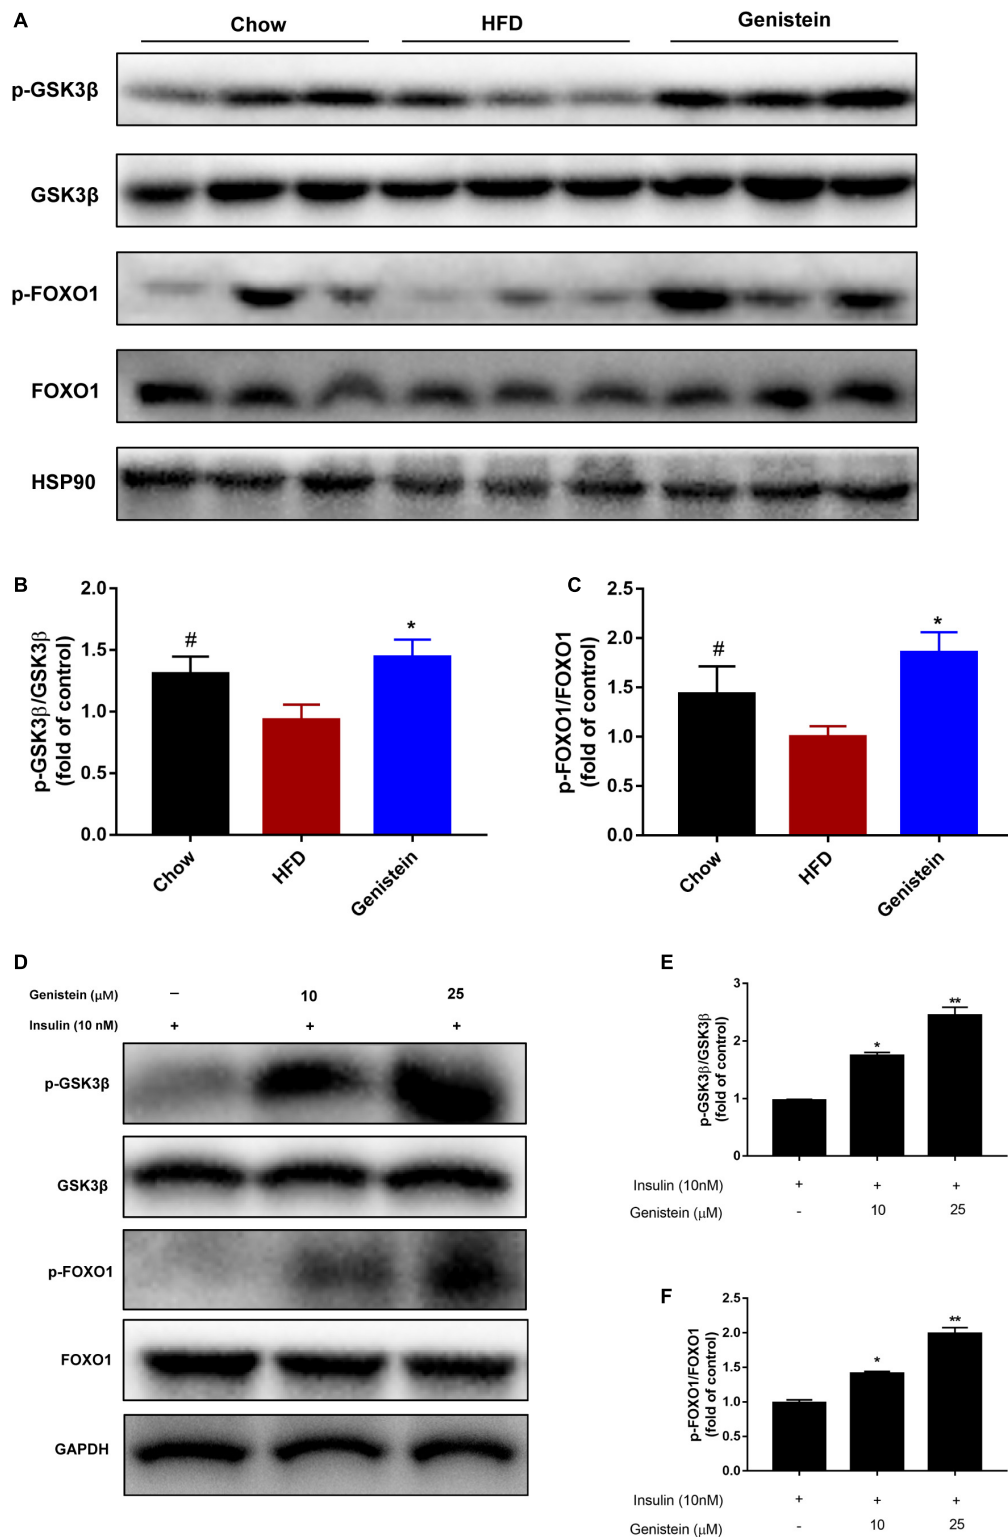 A
Chow HFD Genistein
p-GSK3β
GSK3β
p-FOXO1
FOXO1
HSP90
B
p-GSK3β/GSK3β
(fold of control)
2.0
1.5
1.0
0.5
0.0
#
*
Chow
HFD
Genistein
C
p-FOXO1/FOXO1
(fold of control)
2.5
2.0
1.5
1.0
0.5
0.0
#
*
Chow
HFD
Genistein
D
Genistein (μM) – 10 25
Insulin (10 nM) + + +
p-GSK3β
GSK3β
p-FOXO1
FOXO1
GAPDH
E
p-GSK3β/GSK3β
(fold of control)
3
2
1
0
*
**
Insulin (10nM) + + +
Genistein (μM) - 10 25
F
p-FOXO1/FOXO1
(fold of control)
2.5
2.0
1.5
1.0
0.5
0.0
*
**
Insulin (10nM) + + +
Genistein (μM) - 10 25